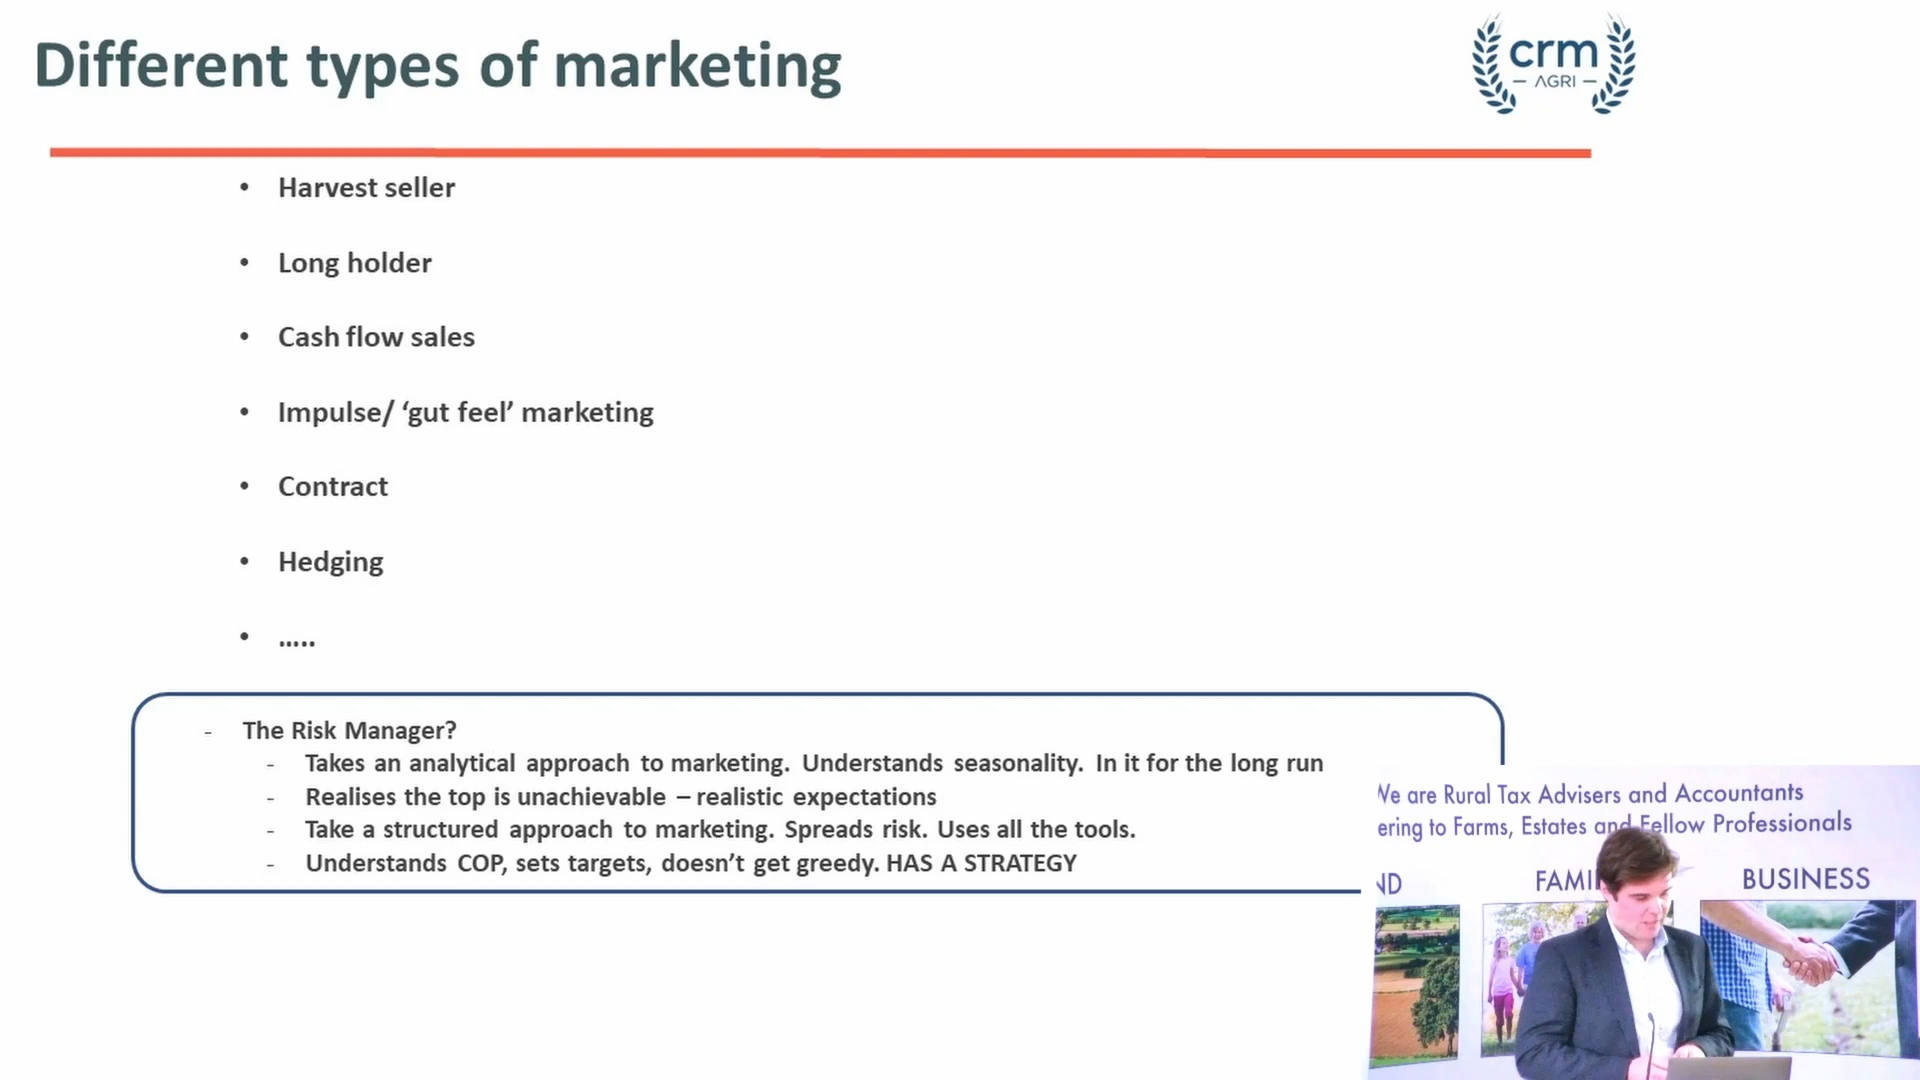 Different types of marketing
crm
AGRI
• Harvest seller
• Long holder
• Cash flow sales
• Impulse/ ‘gut feel’ marketing
• Contract
• Hedging
• .....
- The Risk Manager?
- Takes an analytical approach to marketing. Understands seasonality. In it for the long run
- Realises the top is unachievable – realistic expectations
- Take a structured approach to marketing. Spreads risk. Uses all the tools.
- Understands COP, sets targets, doesn’t get greedy. HAS A STRATEGY
We are Rural Tax Advisers and Accountants
ering to Farms, Estates and Fellow Professionals
ND
FAMI
BUSINESS